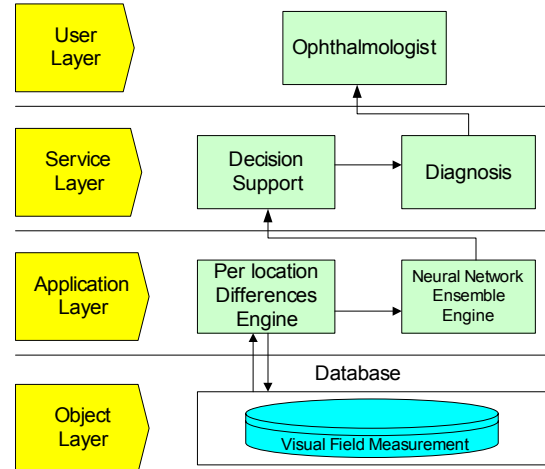 User
Layer
Ophthalmologist
Service
Layer
Decision
Support
Diagnosis
Application
Layer
Per location
Differences
Engine
Neural Network
Ensemble
Engine
Database
Object
Layer
Visual Field Measurement